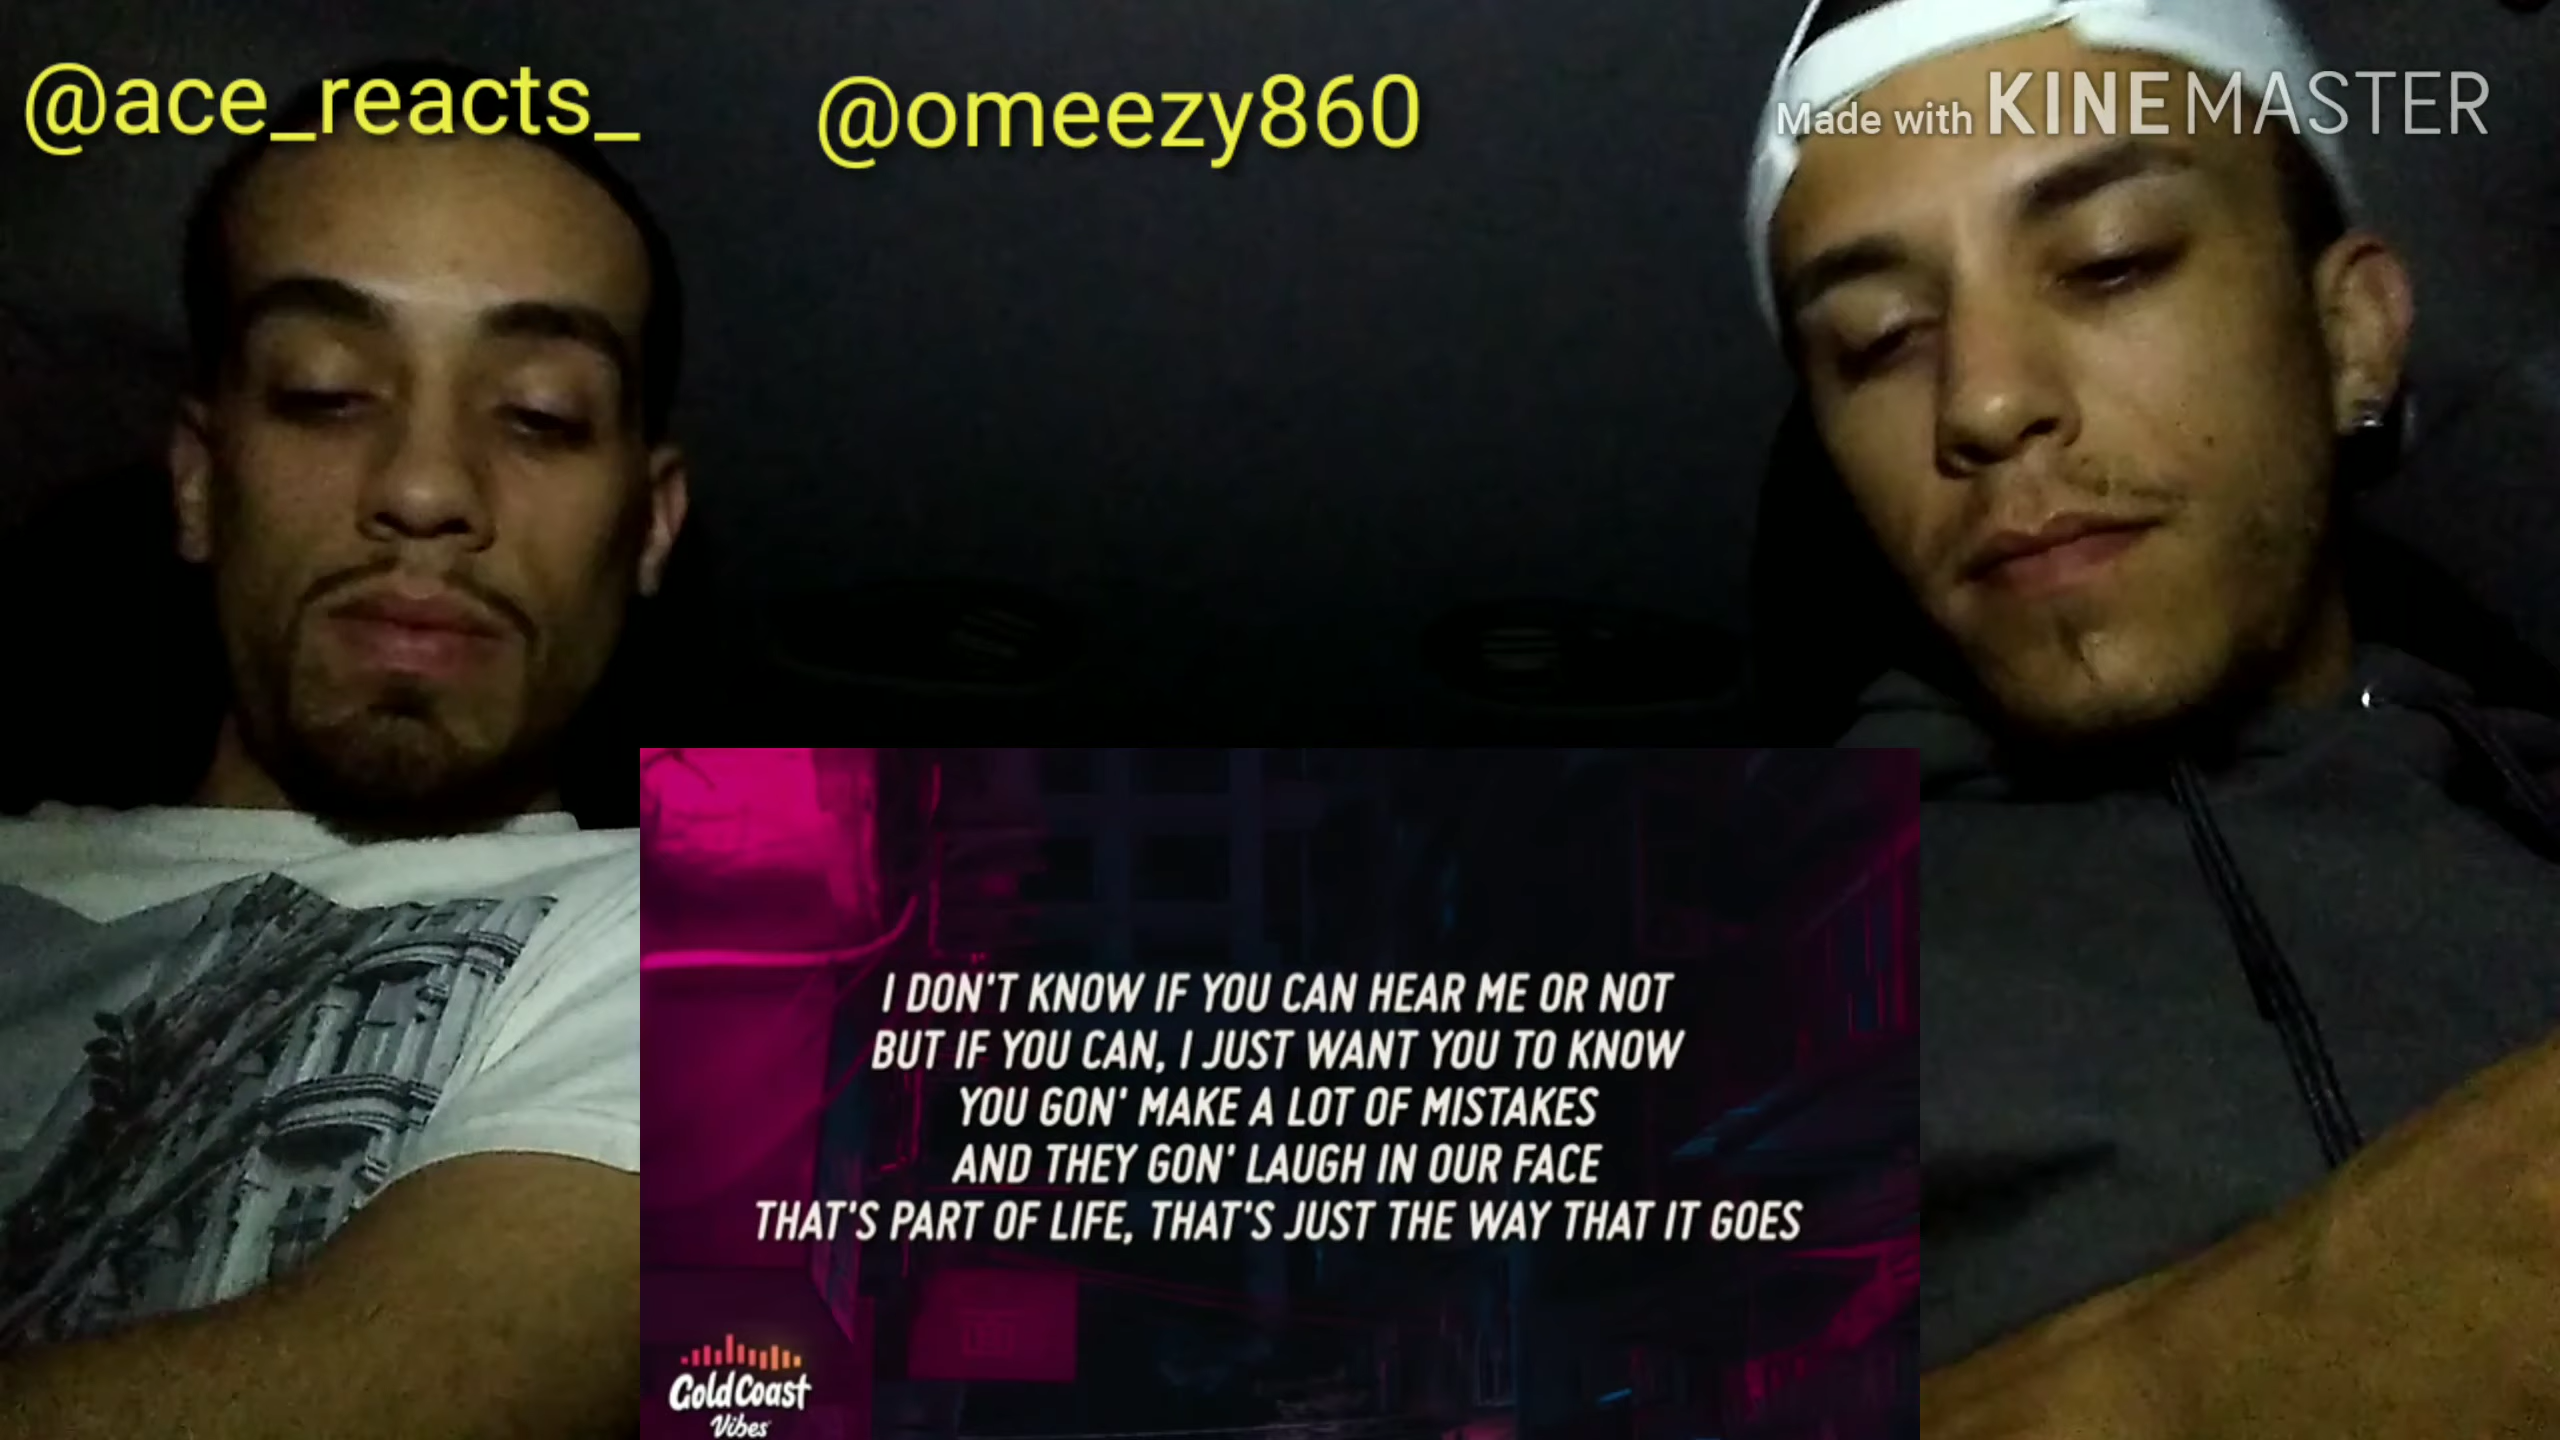 @ace_reacts_
@omeezy860
Made with KINEMASTER
I DON'T KNOW IF YOU CAN HEAR ME OR NOT
BUT IF YOU CAN, I JUST WANT YOU TO KNOW
YOU GON' MAKE A LOT OF MISTAKES
AND THEY GON' LAUGH IN OUR FACE
THAT'S PART OF LIFE, THAT'S JUST THE WAY THAT IT GOES
Gold Coast
Vibes